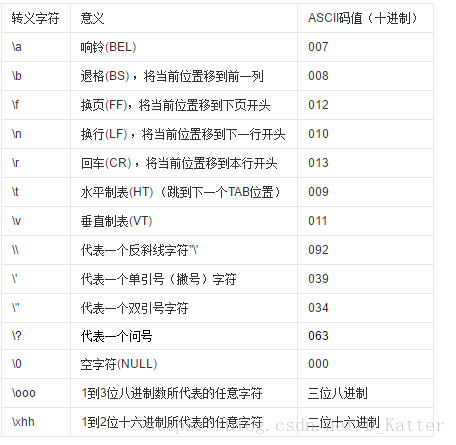 转义字符 意义 ASCII码值（十进制）
\a 响铃(BEL) 007
\b 退格(BS) ，将当前位置移到前一列 008
\f 换页(FF)，将当前位置移到下页开头 012
\n 换行(LF) ，将当前位置移到下一行开头 010
\r 回车(CR) ，将当前位置移到本行开头 013
\t 水平制表(HT) （跳到下一个TAB位置） 009
\v 垂直制表(VT) 011
\\ 代表一个反斜线字符''\' 092
\' 代表一个单引号（撇号）字符 039
\" 代表一个双引号字符 034
\? 代表一个问号 063
\0 空字符(NULL) 000
\ooo 1到3位八进制数所代表的任意字符 三位八进制
\xhh 1到2位十六进制所代表的任意字符 二位十六进制